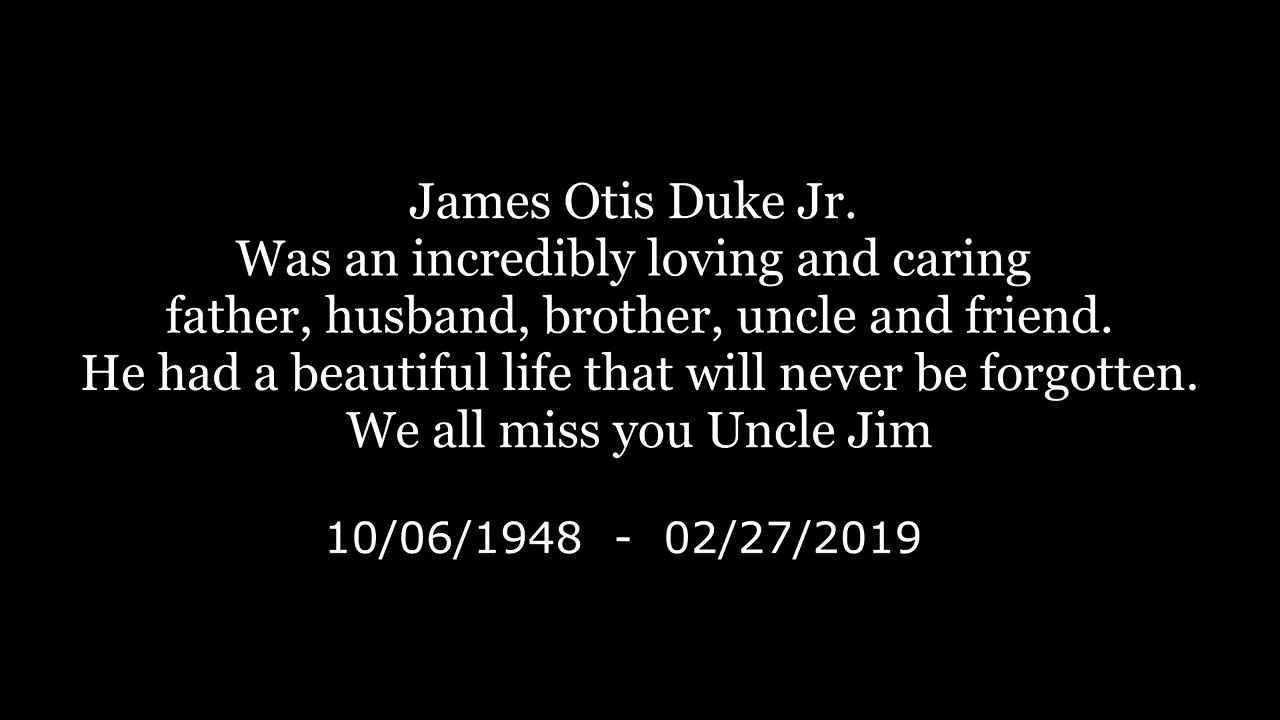 James Otis Duke Jr.
Was an incredibly loving and caring
father, husband, brother, uncle and friend.
He had a beautiful life that will never be forgotten.
We all miss you Uncle Jim
10/06/1948 - 02/27/2019